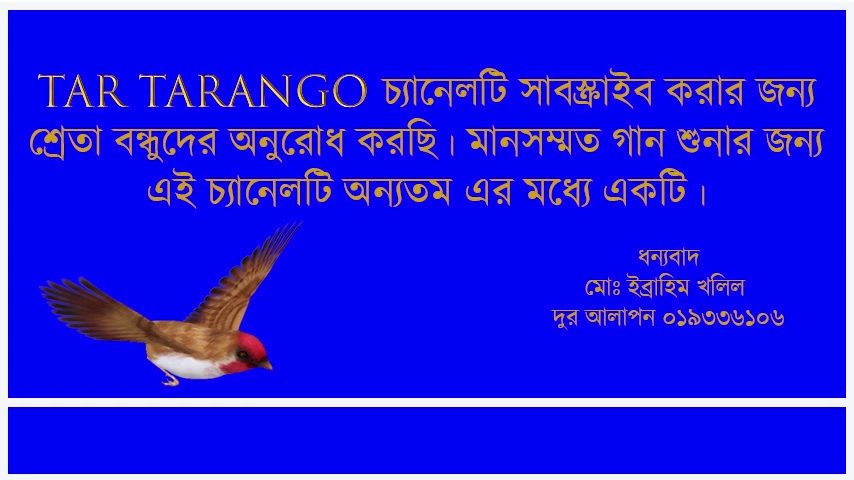 TAR TARANGO চ্যানেলটি সাবস্ক্রাইব করার জন্য
শ্রেতা বন্ধুদের অনুরোধ করছি। মানসম্মত গান শুনার জন্য
এই চ্যানেলটি অন্যতম এর মধ্যে একটি।
ধন্যবাদ
মোঃ ইব্রাহিম খলিল
দুর আলাপন ০১৯৩৩৬১০৬